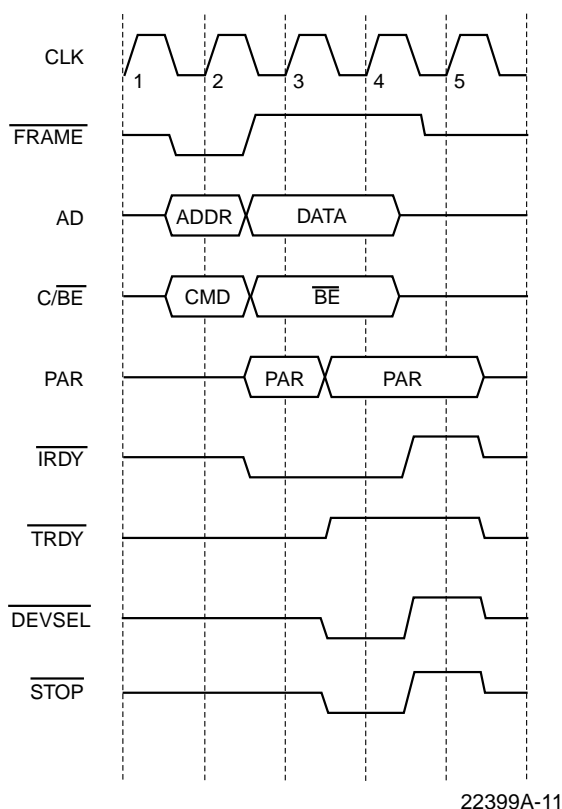 CLK
1 2 3 4 5
FRAME
AD ADDR DATA
C/BE CMD BE
PAR PAR PAR
IRDY
TRDY
DEVSEL
STOP
22399A-11